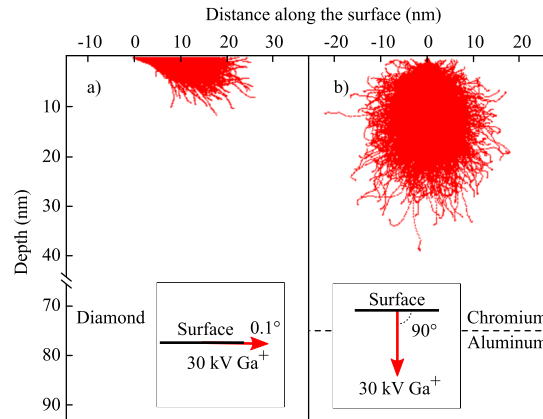 Distance along the surface (nm)
-10 0 10 20 30 -20 -10 0 10 20
a) b)
10
20
30
40
70
80
90
Depth (nm)
Diamond
Surface 0.1°
30 kV Ga+
Surface
90°
30 kV Ga+
Chromium
Aluminum